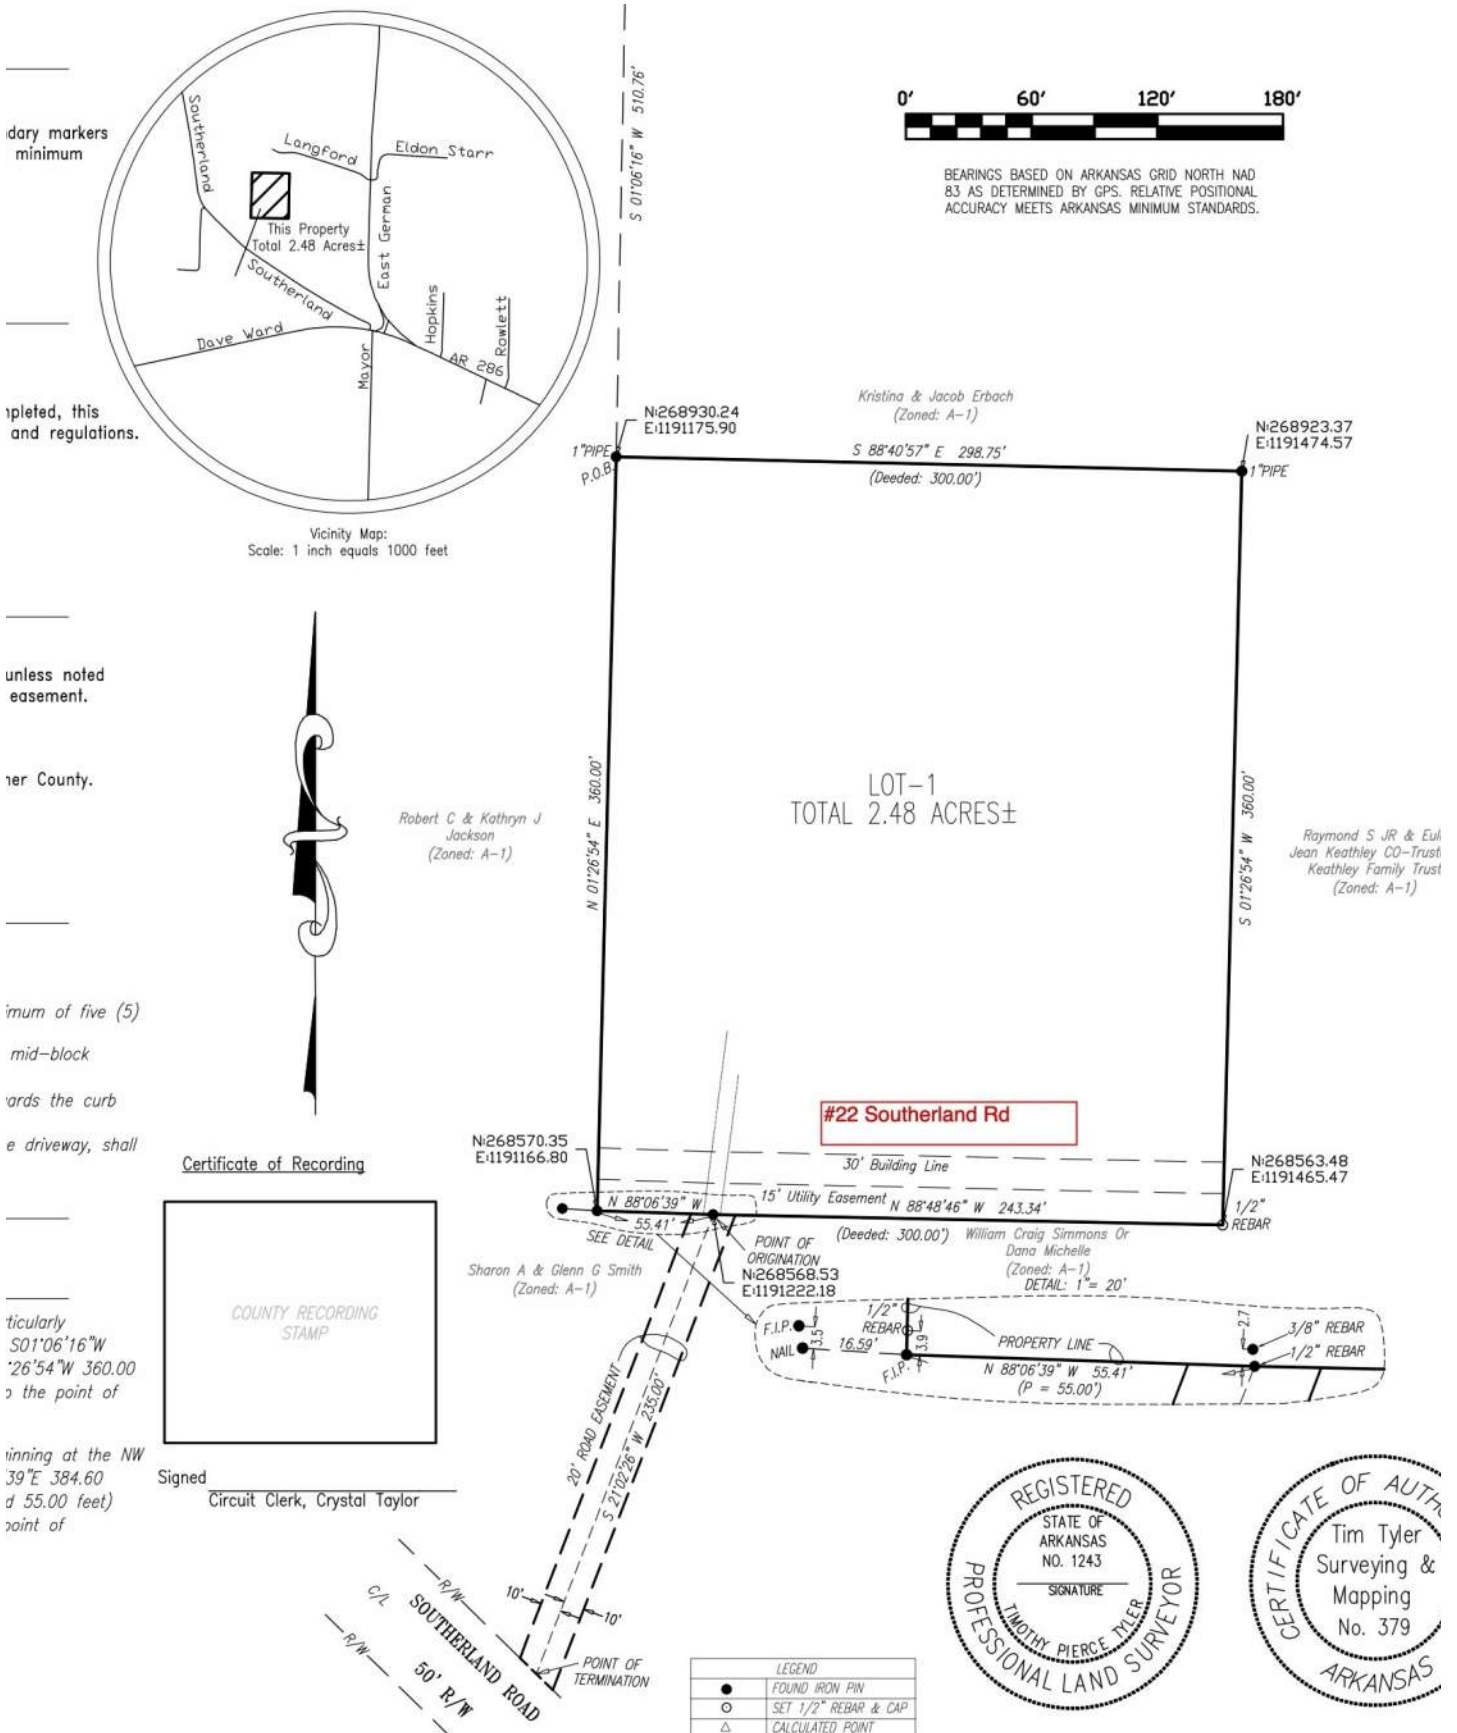 dary markers
minimum
mpleted, this
and regulations.
unless noted
easement.
her County.
imum of five (5)
mid-block
ards the curb
e driveway, shall
Southerland
Langford
Eldon Starr
This Property
Total 2.48 Acres±
East German
Southerland
Dave Ward
Mayor
Hopkins
Rowlett
AR 286
Vicinity Map:
Scale: 1 inch equals 1000 feet
S 01°06'16" W 510.76'
0' 60' 120' 180'
BEARINGS BASED ON ARKANSAS GRID NORTH NAD
83 AS DETERMINED BY GPS. RELATIVE POSITIONAL
ACCURACY MEETS ARKANSAS MINIMUM STANDARDS.
Kristina & Jacob Erbach
(Zoned: A-1)
N:268930.24
E:1191175.90
1"PIPE
P.O.B.
S 88°40'57" E 298.75'
(Deeded: 300.00')
N:268923.37
E:1191474.57
1"PIPE
N 01°26'54" E 360.00'
LOT-1
TOTAL 2.48 ACRES±
S 01°26'54" W 360.00'
Robert C & Kathryn J
Jackson
(Zoned: A-1)
Raymond S JR & Eul
Jean Keathley CO-Trust
Keathley Family Trust
(Zoned: A-1)
#22 Southerland Rd
N:268570.35
E:1191166.80
30' Building Line
15' Utility Easement
N:268563.48
E:1191465.47
1/2"
REBAR
N 88°06'39" W
55.41'
N 88°48'46" W 243.34'
(Deeded: 300.00')
SEE DETAIL
POINT OF
ORIGINATION
N:268568.53
E:1191222.18
William Craig Simmons Or
Dana Michelle
(Zoned: A-1)
Sharon A & Glenn G Smith
(Zoned: A-1)
DETAIL: 1"= 20'
F.I.P.
NAIL
3.5
16.59'
1/2"
REBAR
3.9
F.I.P.
PROPERTY LINE
N 88°06'39" W 55.41'
(P = 55.00')
2.7
3/8" REBAR
1/2" REBAR
20' ROAD EASEMENT
S 21°02'26" W 235.00'
10'
10'
POINT OF
TERMINATION
R/W
C/L
SOUTHERLAND ROAD
50' R/W
R/W
Certificate of Recording
COUNTY RECORDING
STAMP
Signed
Circuit Clerk, Crystal Taylor
ticularly
S01°06'16"W
°26'54"W 360.00
o the point of
inning at the NW
39"E 384.60
d 55.00 feet)
point of
LEGEND
FOUND IRON PIN
SET 1/2" REBAR & CAP
CALCULATED POINT
REGISTERED
PROFESSIONAL LAND SURVEYOR
STATE OF
ARKANSAS
NO. 1243
SIGNATURE
TIMOTHY PIERCE TYLER
CERTIFICATE OF AUTHO
Tim Tyler
Surveying &
Mapping
No. 379
ARKANSAS